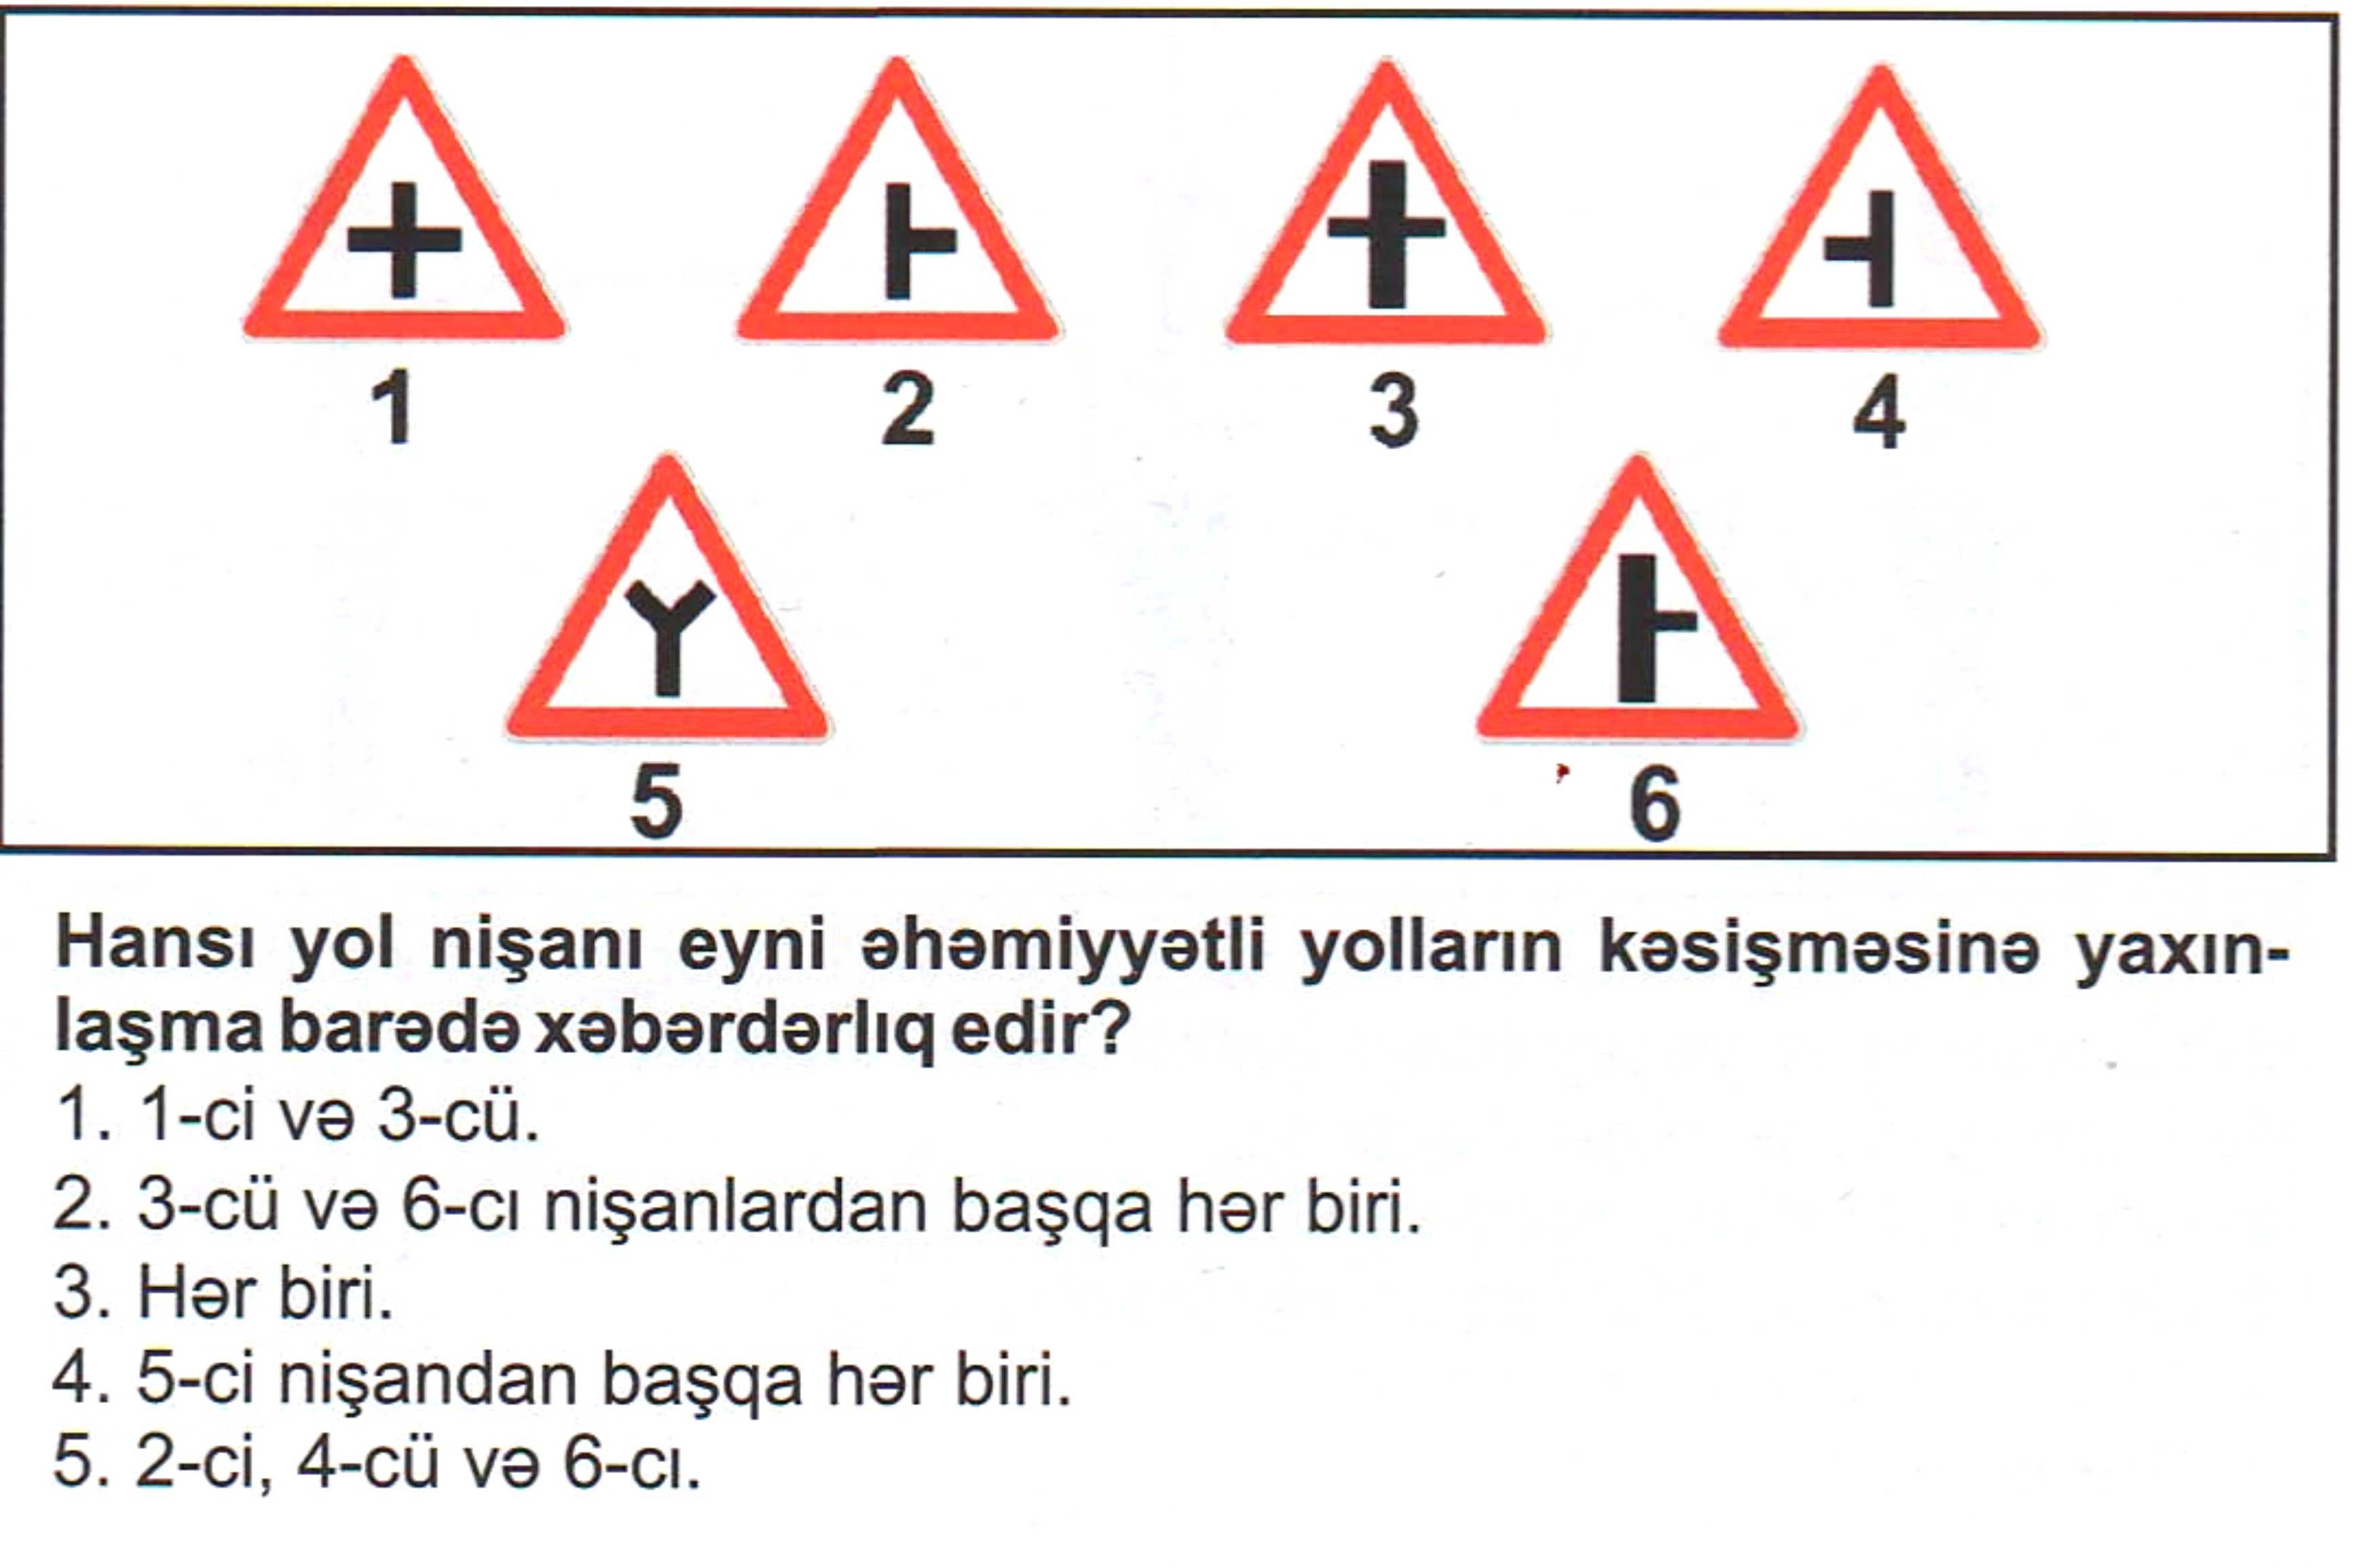 1 2 3 4
5 6
Hansı yol nişanı eyni əhəmiyyətli yolların kəsişməsinə yaxın-
laşma barədə xəbərdərlıq edir?
1. 1-ci və 3-cü.
2. 3-cü və 6-cı nişanlardan başqa hər biri.
3. Hər biri.
4. 5-ci nişandan başqa hər biri.
5. 2-ci, 4-cü və 6-cı.